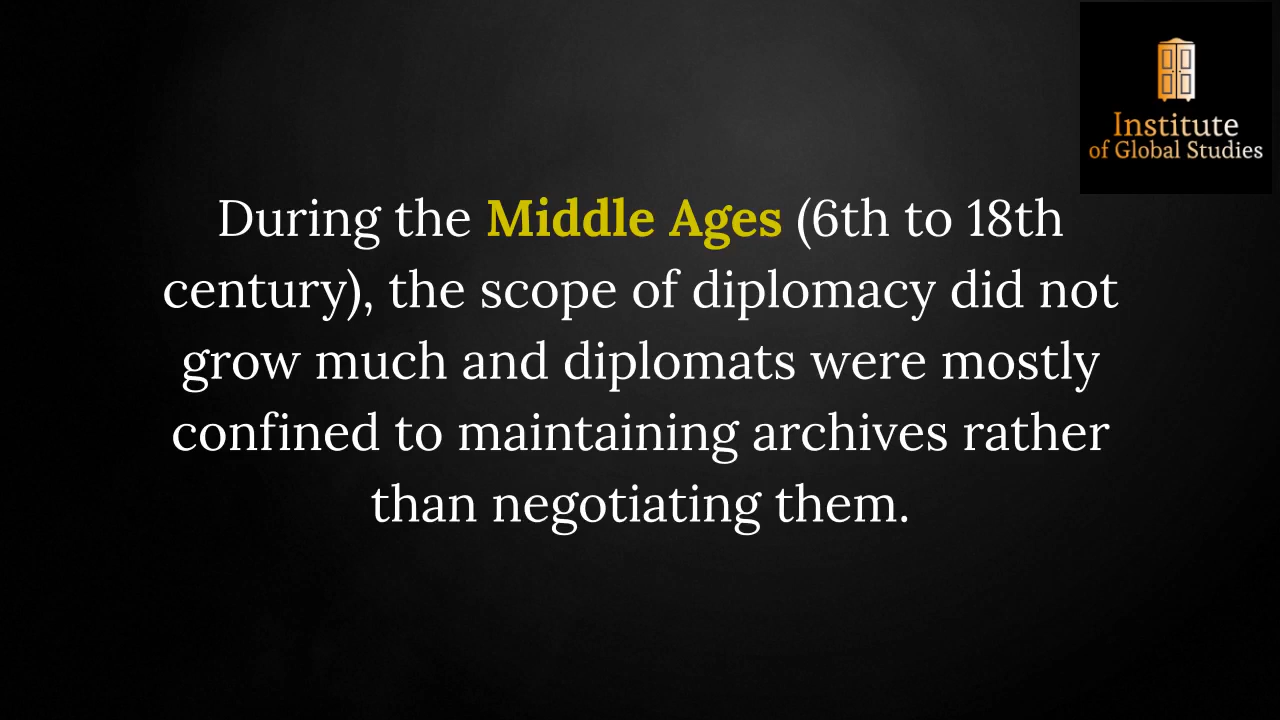 Institute
of Global Studies
During the Middle Ages (6th to 18th
century), the scope of diplomacy did not
grow much and diplomats were mostly
confined to maintaining archives rather
than negotiating them.